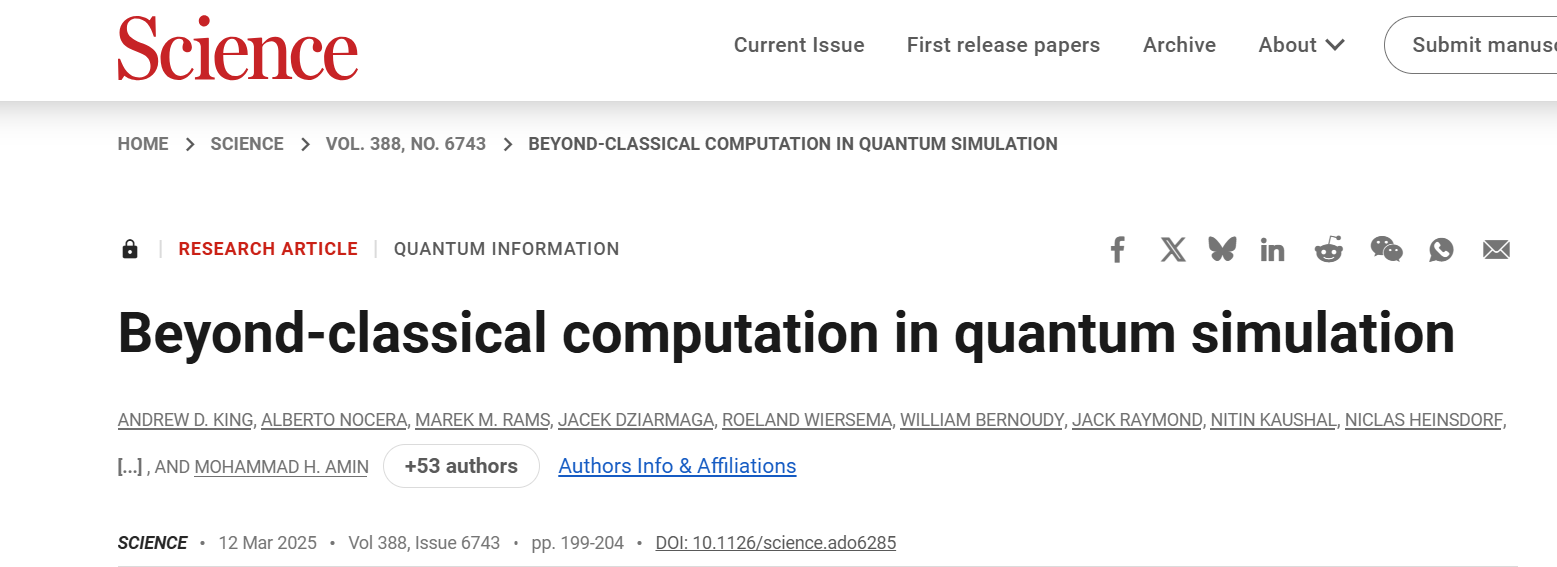 Science
Current Issue First release papers Archive About Submit manusc
HOME SCIENCE VOL. 388, NO. 6743 BEYOND-CLASSICAL COMPUTATION IN QUANTUM SIMULATION
RESEARCH ARTICLE | QUANTUM INFORMATION
Beyond-classical computation in quantum simulation
ANDREW D. KING, ALBERTO NOCERA, MAREK M. RAMS, JACEK DZIARMAGA, ROELAND WIERSEMA, WILLIAM BERNOUDY, JACK RAYMOND, NITIN KAUSHAL, NICLAS HEINSDORF,
[...] , AND MOHAMMAD H. AMIN +53 authors Authors Info & Affiliations
SCIENCE • 12 Mar 2025 • Vol 388, Issue 6743 • pp. 199-204 • DOI: 10.1126/science.ado6285